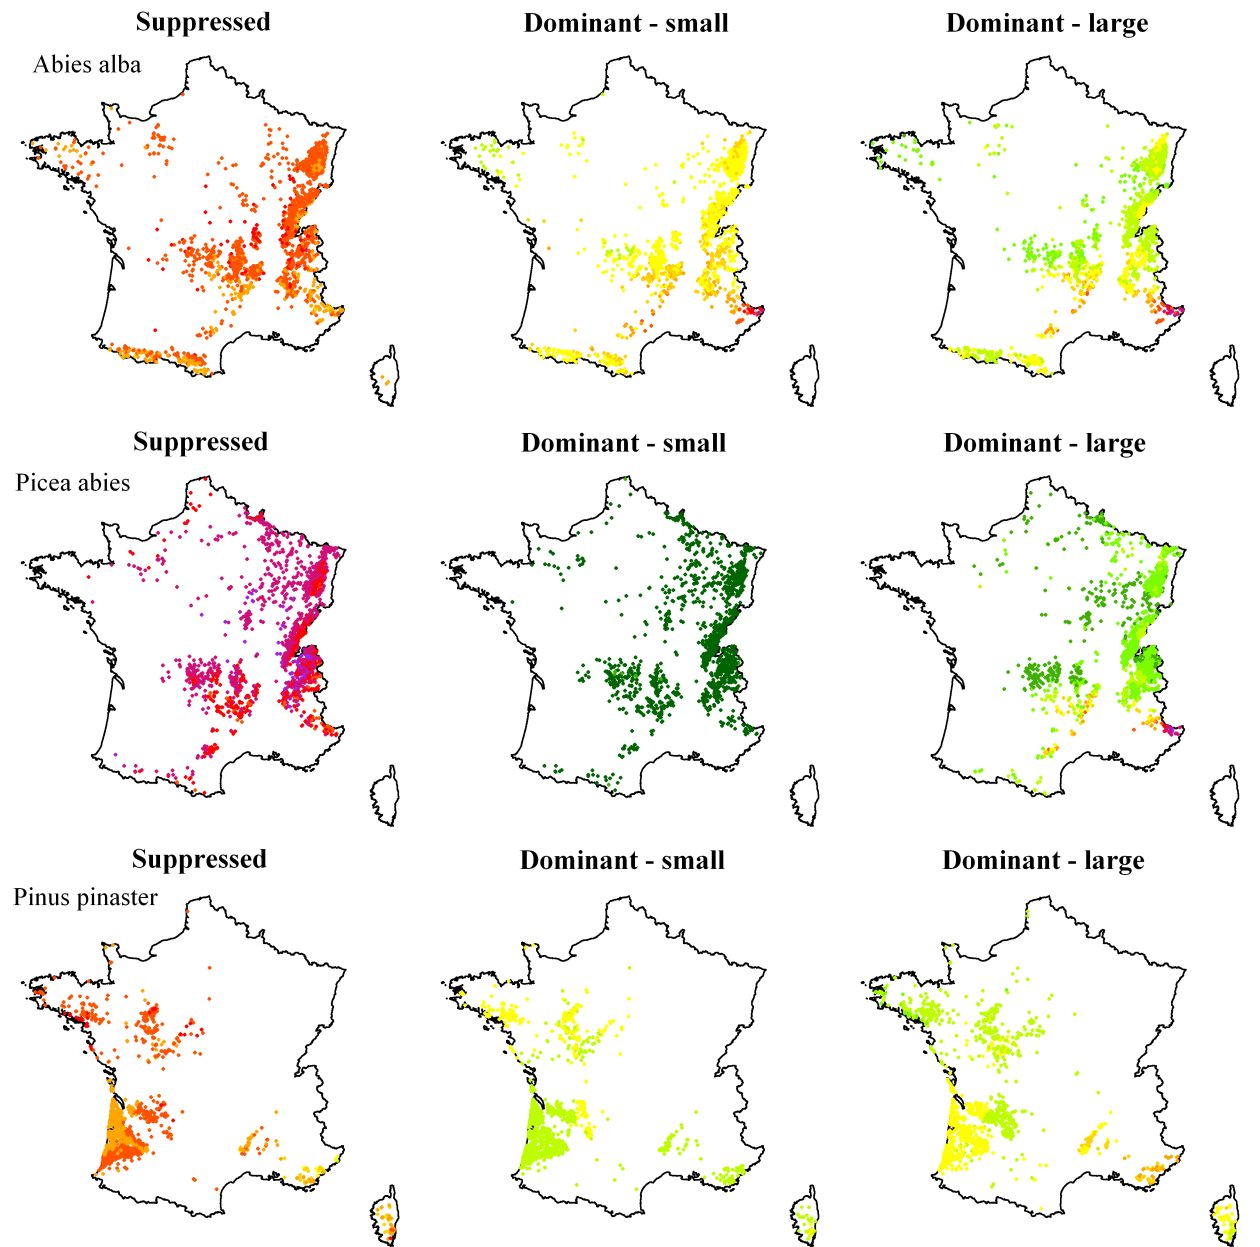 Suppressed Dominant - small Dominant - large
Abies alba
Suppressed Dominant - small Dominant - large
Picea abies
Suppressed Dominant - small Dominant - large
Pinus pinaster